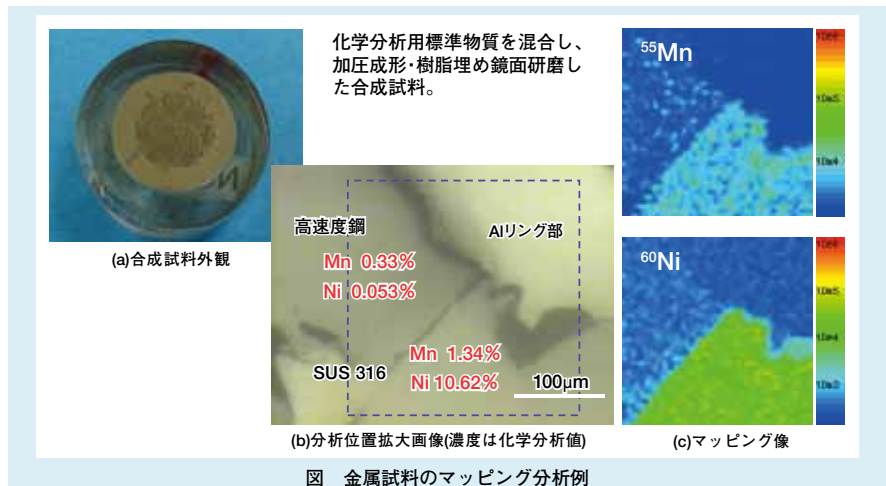 化学分析用標準物質を混合し、
加圧成形・樹脂埋め鏡面研磨し
た合成試料。
(a)合成試料外観
高速度鋼
Mn 0.33%
Ni 0.053%
Alリング部
SUS 316
Mn 1.34%
Ni 10.62%
100μm
(b)分析位置拡大画像(濃度は化学分析値)
⁵⁵Mn
⁶⁰Ni
(c)マッピング像
図 金属試料のマッピング分析例